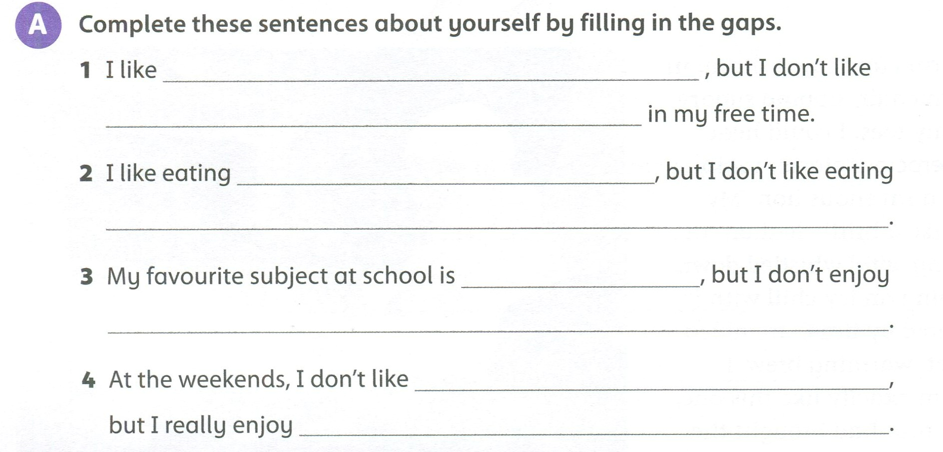 A Complete these sentences about yourself by filling in the gaps.
1 I like ______________________________ , but I don't like
______________________________ in my free time.
2 I like eating ______________________________, but I don't like eating
______________________________.
3 My favourite subject at school is ____________________, but I don't enjoy
______________________________.
4 At the weekends, I don't like ______________________________,
but I really enjoy ______________________________.